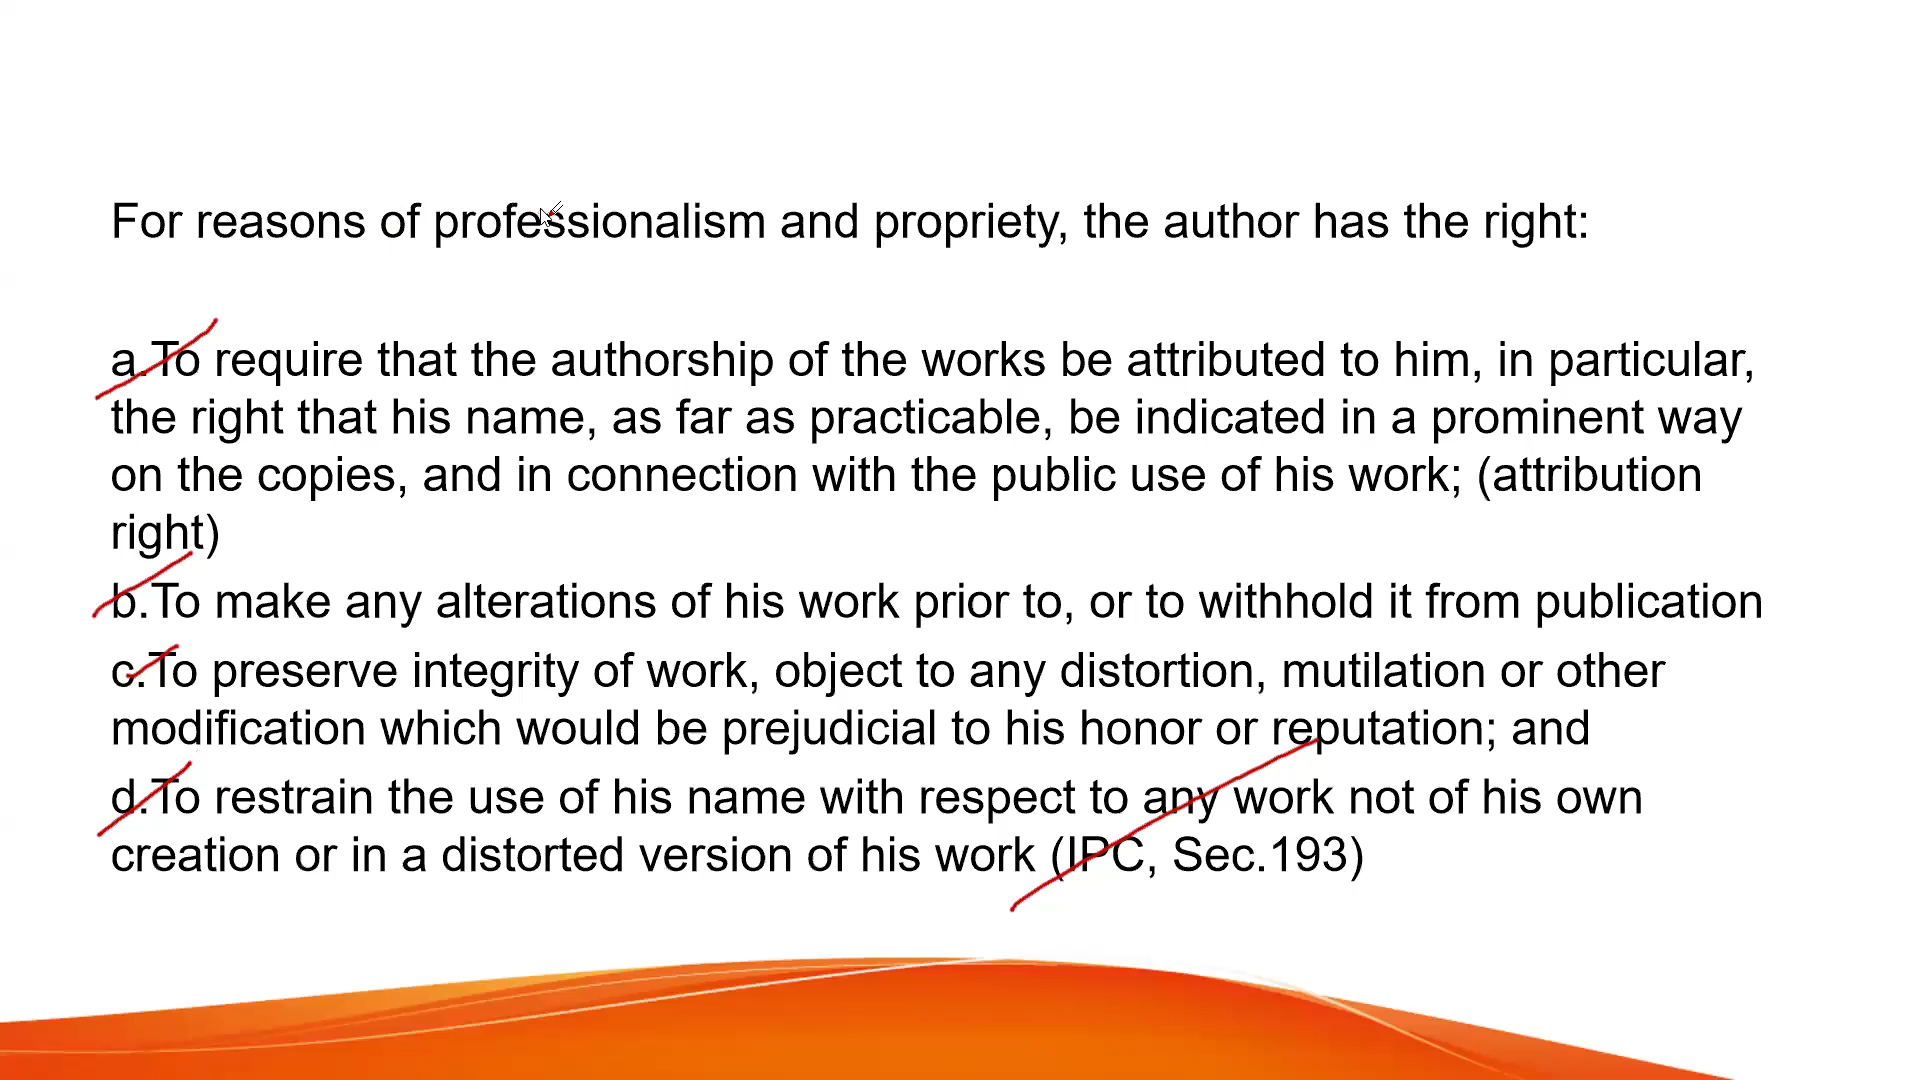 For reasons of professionalism and propriety, the author has the right:
a.To require that the authorship of the works be attributed to him, in particular,
the right that his name, as far as practicable, be indicated in a prominent way
on the copies, and in connection with the public use of his work; (attribution
right)
b.To make any alterations of his work prior to, or to withhold it from publication
c.To preserve integrity of work, object to any distortion, mutilation or other
modification which would be prejudicial to his honor or reputation; and
d.To restrain the use of his name with respect to any work not of his own
creation or in a distorted version of his work (IPC, Sec.193)